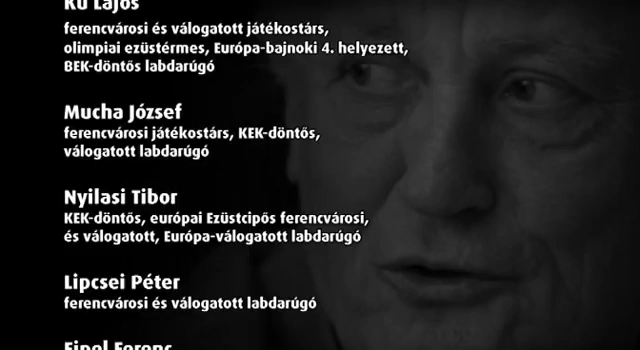 Kű Lajos
ferencvárosi és válogatott játékostárs,
olimpiai ezüstérmes, Európa-bajnoki 4. helyezett,
BEK-döntős labdarúgó
Mucha József
ferencvárosi játékostárs, KEK-döntős,
válogatott labdarúgó
Nyilasi Tibor
KEK-döntős, európai Ezüstcipős ferencvárosi,
és válogatott, Európa-válogatott labdarúgó
Lipcsei Péter
ferencvárosi és válogatott labdarúgó
Eipel Ferenc